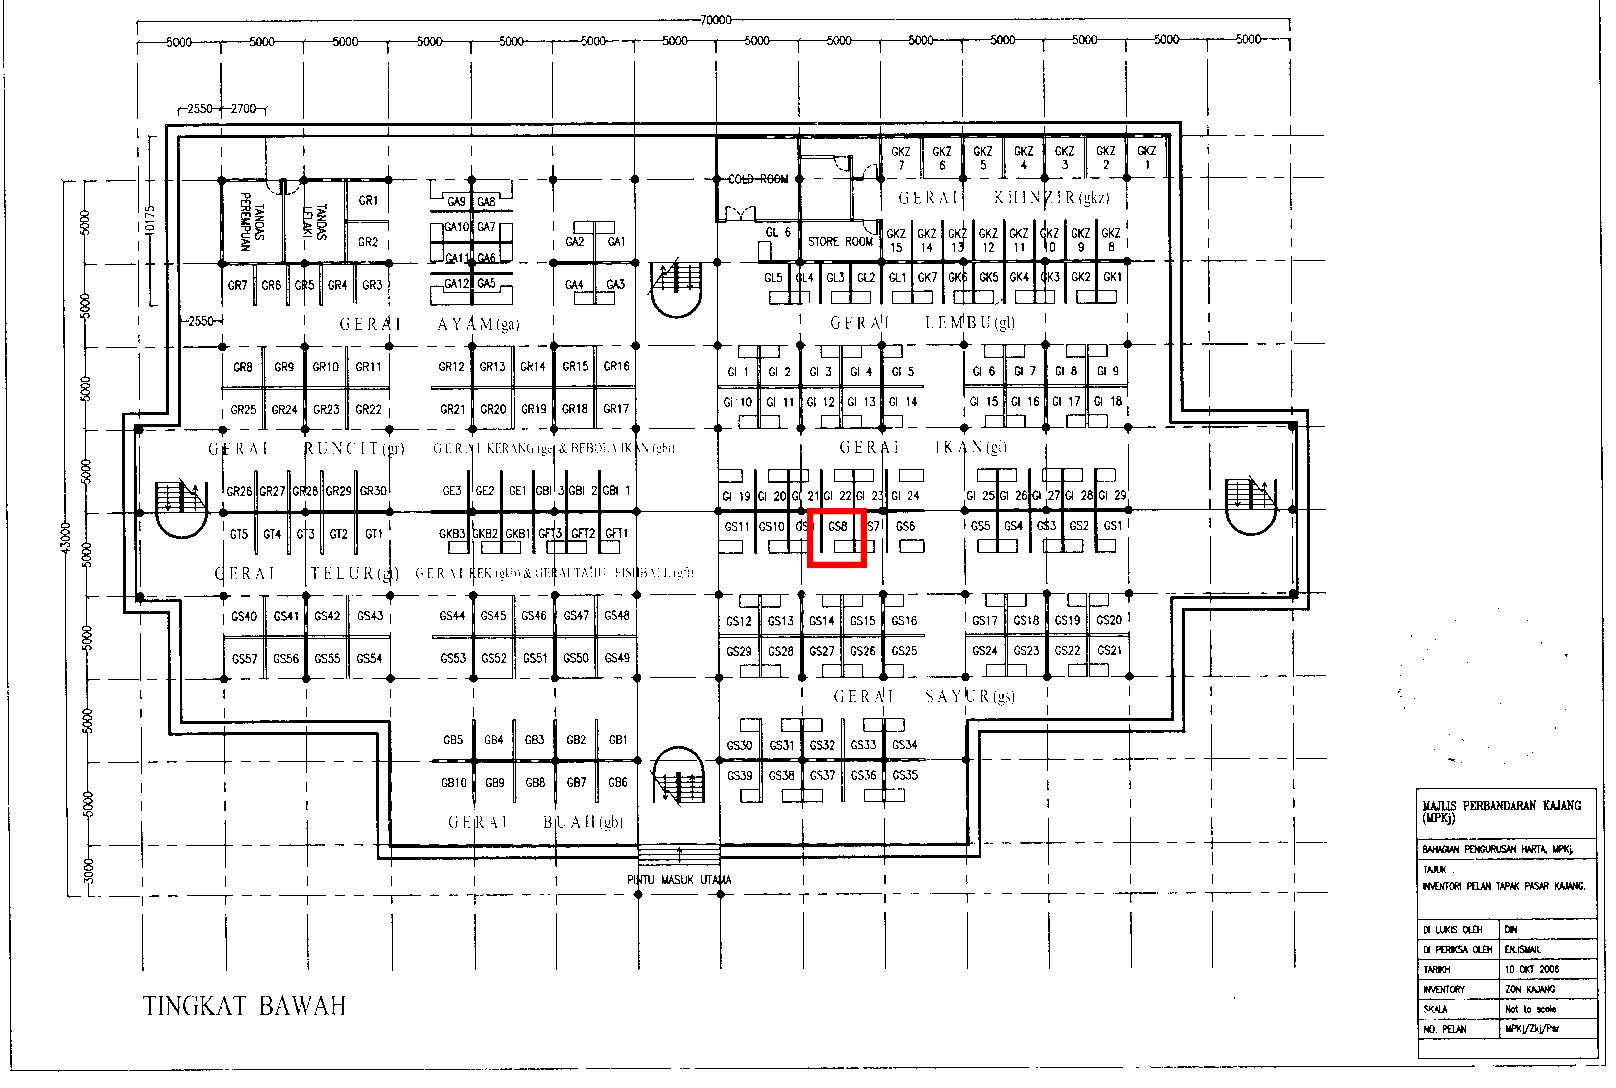 70000
5000 5000 5000 5000 5000 5000 5000 5000 5000 5000 5000 5000 5000 5000
2550 2700
GKZ 7 GKZ 6 GKZ 5 GKZ 4 GKZ 3 GKZ 2 GKZ 1
COLD ROOM
GERAI KHINZIR(gkz)
TANDAS PEREMPUAN
TANDAS LELAKI
GR1
GR2
GA9 GA8
GA10 GA7
GA11 GA6
GA12 GA5
GA2 GA1
GA4 GA3
GL 6
STORE ROOM
GKZ 15 GKZ 14 GKZ 13 GKZ 12 GKZ 11 GKZ 10 GKZ 9 GKZ 8
5000
10175
GR7 GR6 GR5 GR4 GR3
GL5 GL4 GL3 GL2 GL1 GK7 GK6 GK5 GK4 GK3 GK2 GK1
5000
2550
GERAI AYAM(ga)
GERAI LEMBU(gl)
GR8 GR9 GR10 GR11 GR12 GR13 GR14 GR15 GR16
GI 1 GI 2 GI 3 GI 4 GI 5 GI 6 GI 7 GI 8 GI 9
5000
GR25 GR24 GR23 GR22 GR21 GR20 GR19 GR18 GR17
GI 10 GI 11 GI 12 GI 13 GI 14 GI 15 GI 16 GI 17 GI 18
GERAI RUNCIT(gr)
GERAI KERANG(ge) & BEBOLA IKAN(gbi)
GERAI IKAN(gi)
5000
GR26 GR27 GR28 GR29 GR30 GE3 GE2 GE1 GBI 3 GBI 2 GBI 1
GI 19 GI 20 GI 21 GI 22 GI 23 GI 24 GI 25 GI 26 GI 27 GI 28 GI 29
GT5 GT4 GT3 GT2 GT1 GKB3 GKB2 GKB1 GFT3 GFT2 GFT1
GS11 GS10 GS8 GS7 GS6 GS5 GS4 GS3 GS2 GS1
43000
5000
GERAI TELUR(gt)
GERAI KEK(gkb) & GERAI TAHU FISHBALL(gft)
GS40 GS41 GS42 GS43 GS44 GS45 GS46 GS47 GS48
GS12 GS13 GS14 GS15 GS16 GS17 GS18 GS19 GS20
5000
GS57 GS56 GS55 GS54 GS53 GS52 GS51 GS50 GS49
GS29 GS28 GS27 GS26 GS25 GS24 GS23 GS22 GS21
GERAI SAYUR(gs)
5000
GB5 GB4 GB3 GB2 GB1
GS30 GS31 GS32 GS33 GS34
GB10 GB9 GB8 GB7 GB6
GS39 GS38 GS37 GS36 GS35
5000
GERAI BUAH(gb)
3000
PINTU MASUK UTAMA
TINGKAT BAWAH
MAJLIS PERBANDARAN KAJANG
(MPKj)
BAHAGIAN PENGURUSAN HARTA, MPKj.
TAJUK
INVENTORI PELAN TAPAK PASAR KAJANG.
DI LUKIS OLEH DIN
DI PERIKSA OLEH EN.ISMAIL
TARIKH 10 OKT 2006
INVENTORY ZON KAJANG
SKALA Not to scale
NO. PELAN MPKj/Zkj/Psr